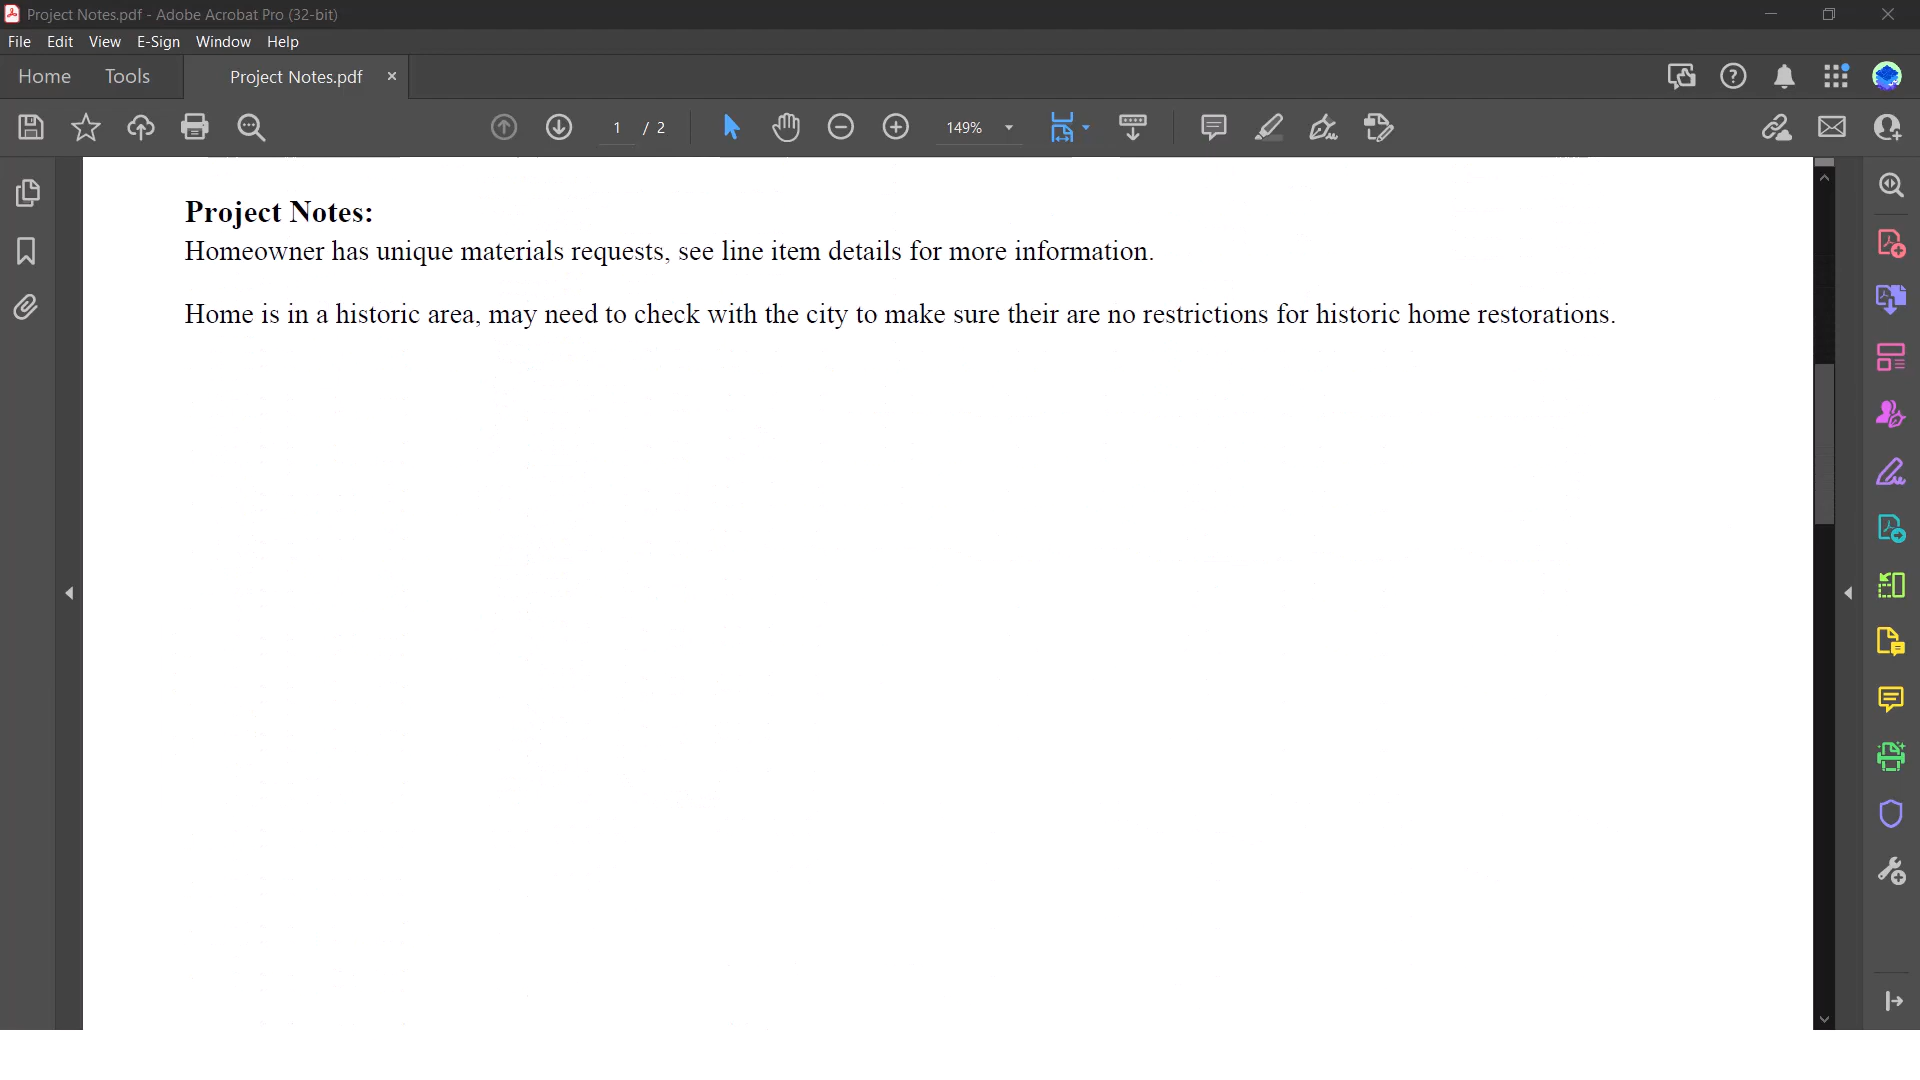 Project Notes.pdf - Adobe Acrobat Pro (32-bit)
File Edit View E-Sign Window Help
Home Tools Project Notes.pdf ×
1 / 2 149%
Project Notes:
Homeowner has unique materials requests, see line item details for more information.
Home is in a historic area, may need to check with the city to make sure their are no restrictions for historic home restorations.